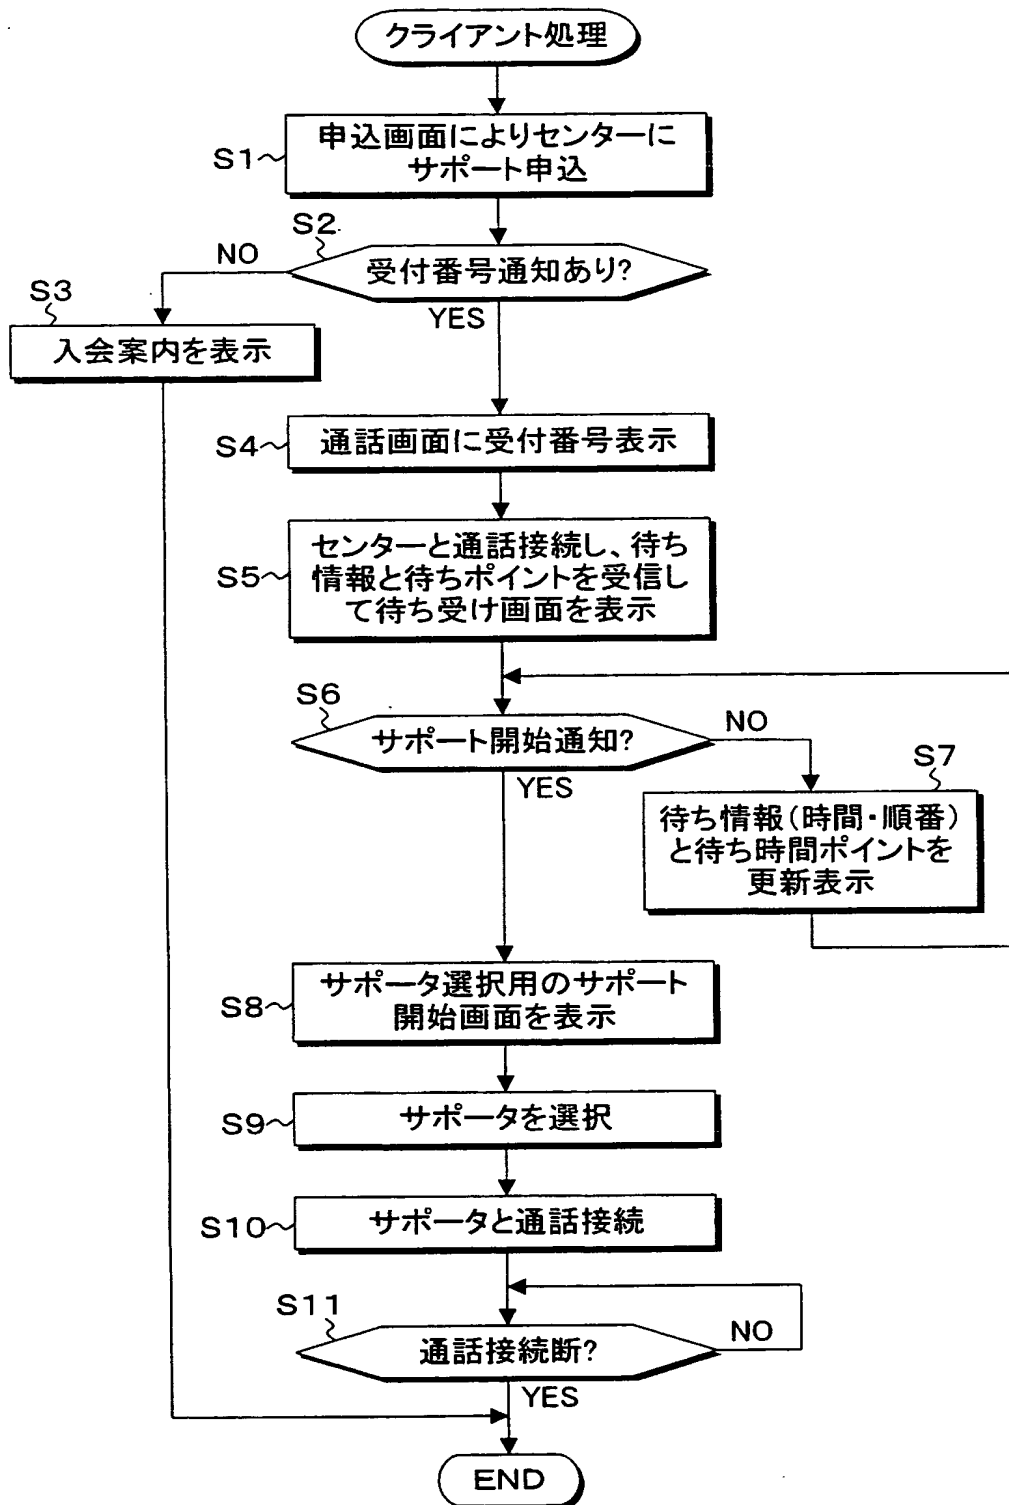 クライアント処理
S1
申込画面によりセンターに
サポート申込
S2
受付番号通知あり?
NO
YES
S3
入会案内を表示
S4
通話画面に受付番号表示
S5
センターと通話接続し、待ち
情報と待ちポイントを受信し
て待ち受け画面を表示
S6
サポート開始通知?
NO
YES
S7
待ち情報(時間・順番)
と待ち時間ポイントを
更新表示
S8
サポータ選択用のサポート
開始画面を表示
S9
サポータを選択
S10
サポータと通話接続
S11
通話接続断?
NO
YES
END